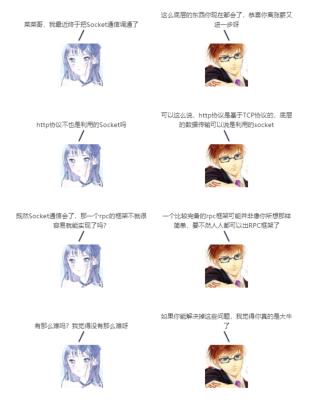 菜菜哥，我最近终于把Socket通信调通了
这么底层的东西你现在都会了，恭喜你离涨薪又
进一步呀
http协议不也是利用的Socket吗
可以这么说，http协议是基于TCP协议的，底层
的数据传输可以说是利用的socket
既然Socket通信会了，那一个rpc的框架不就很
容易就能实现了吗？
一个比较完善的rpc框架可能并非像你所想那样
简单，要不然人人都可以出RPC框架了
有那么难吗？我觉得没有那么难呀
如果你能解决掉这些问题，我觉得你真的是大牛
了